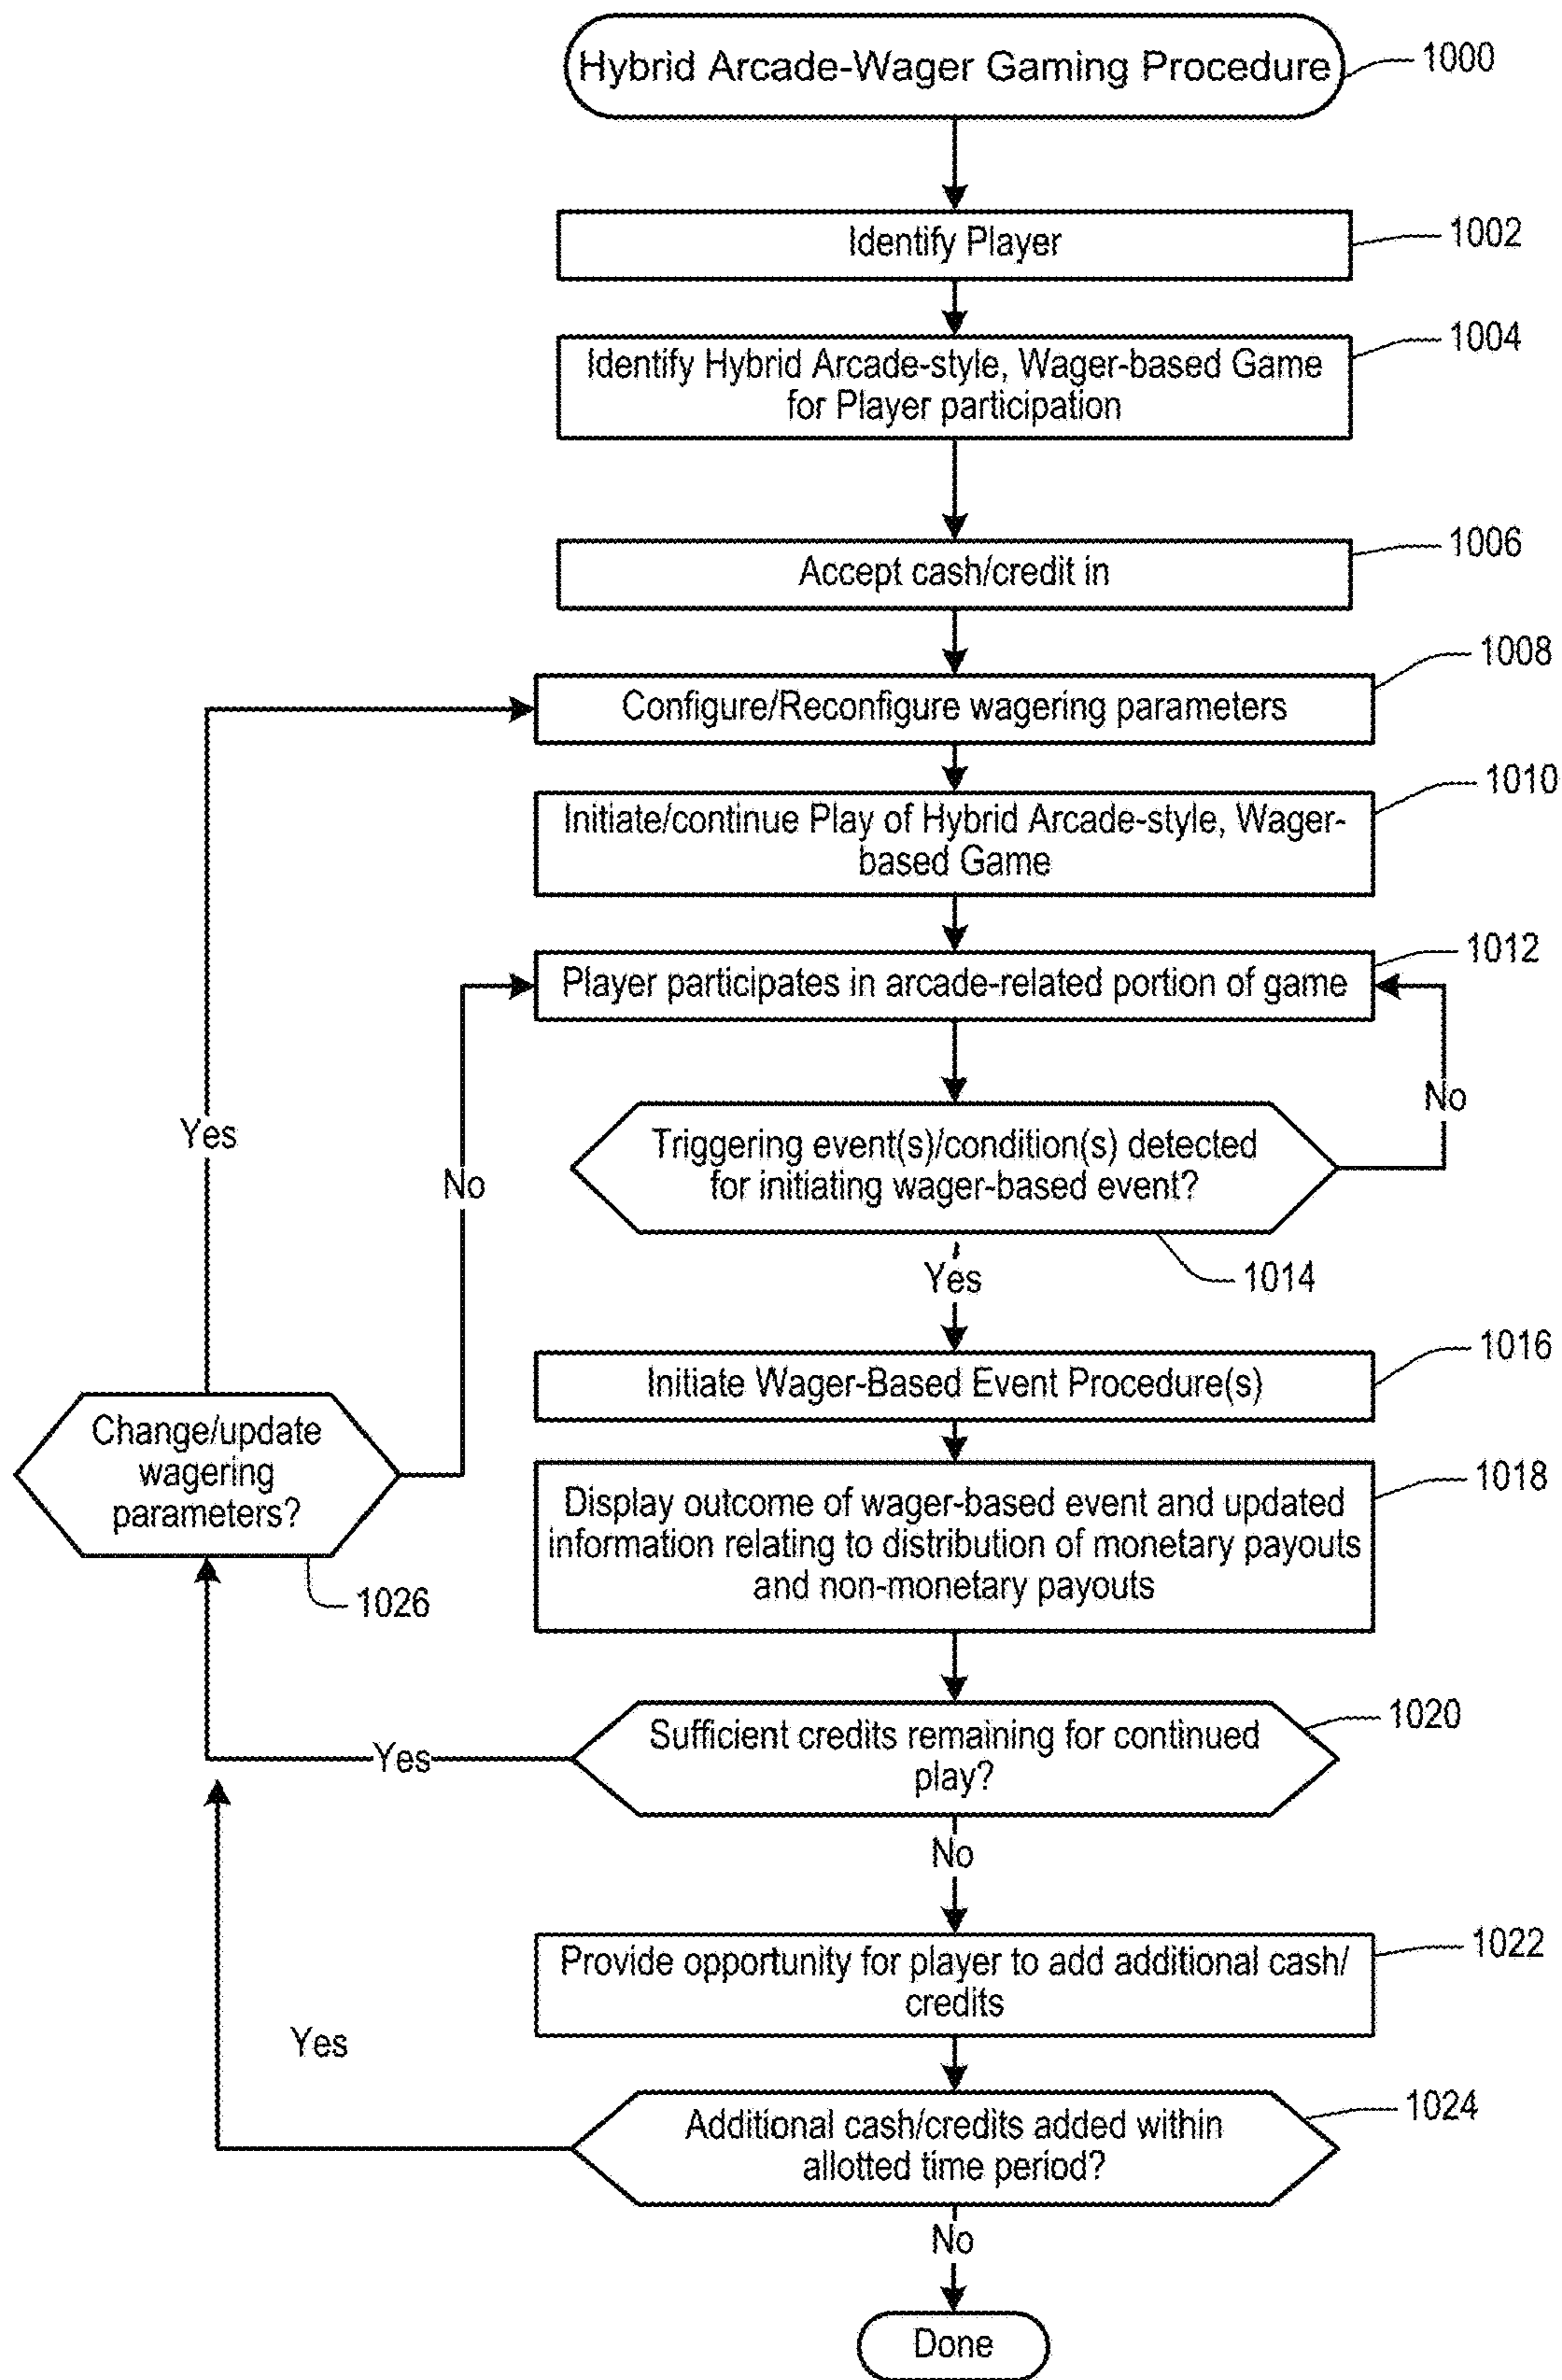 Hybrid Arcade-Wager Gaming Procedure
1000
Identify Player
1002
Identify Hybrid Arcade-style, Wager-based Game
for Player participation
1004
Accept cash/credit in
1006
Configure/Reconfigure wagering parameters
1008
Initiate/continue Play of Hybrid Arcade-style, Wager-
based Game
1010
Player participates in arcade-related portion of game
1012
No
Yes
No
Triggering event(s)/condition(s) detected
for initiating wager-based event?
1014
Yes
Initiate Wager-Based Event Procedure(s)
1016
Change/update
wagering
parameters?
1026
Display outcome of wager-based event and updated
information relating to distribution of monetary payouts
and non-monetary payouts
1018
Sufficient credits remaining for continued
play?
1020
Yes
No
Provide opportunity for player to add additional cash/
credits
1022
Yes
Additional cash/credits added within
allotted time period?
1024
No
Done